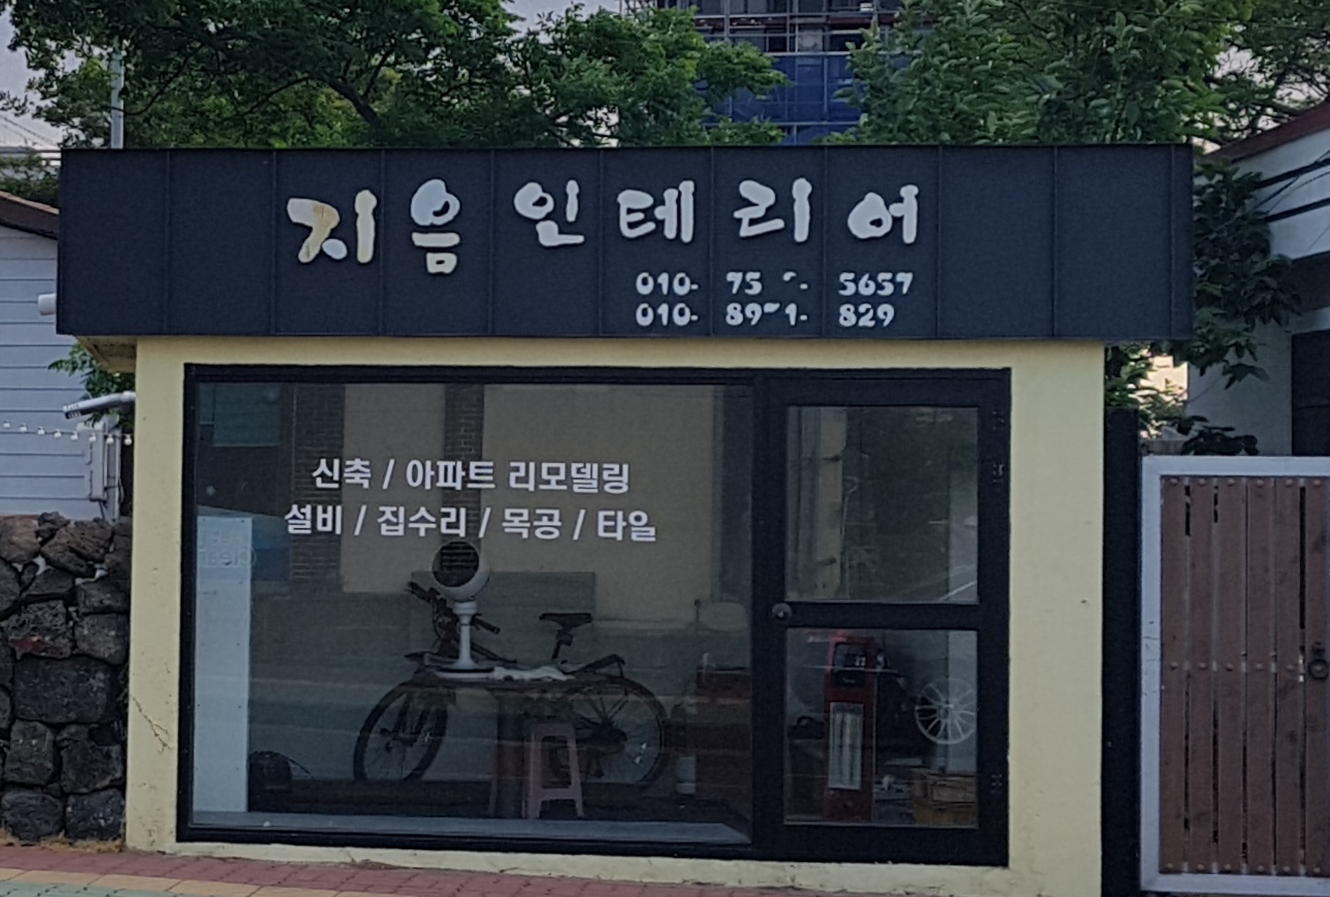 지음 인테리어
010- 5657
010- 829
신축 / 아파트 리모델링
설비 / 집수리 / 목공 / 타일